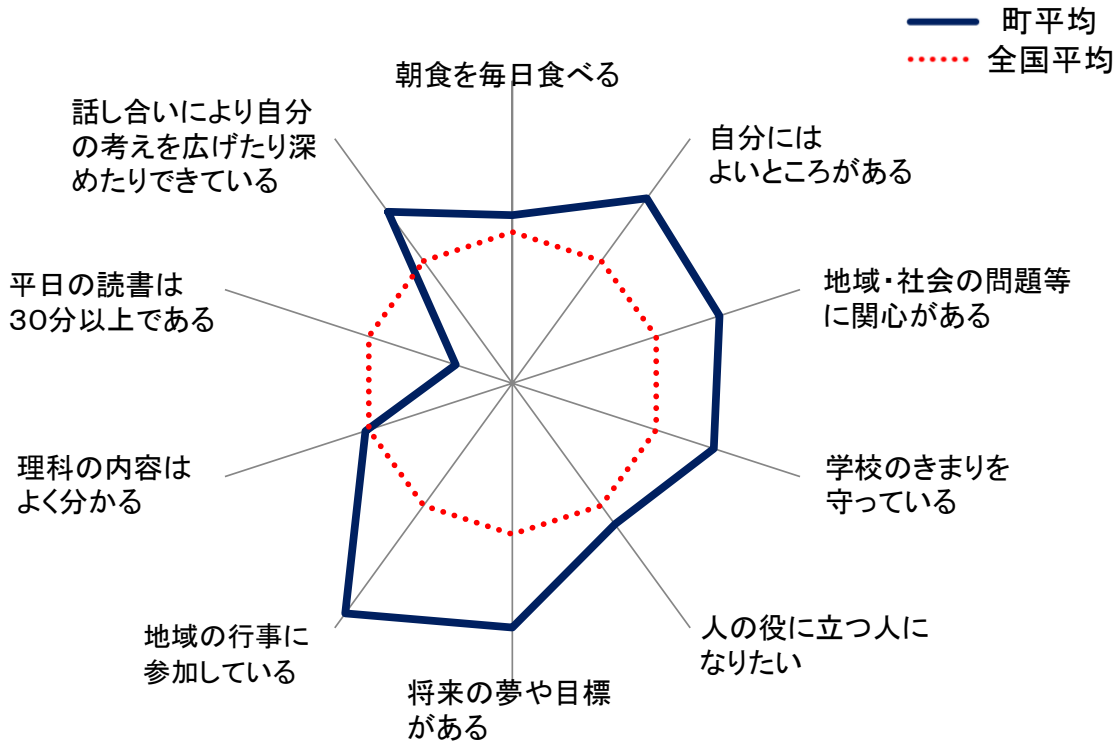 町平均
全国平均
朝食を毎日食べる
自分には
よいところがある
地域・社会の問題等
に関心がある
学校のきまりを
守っている
人の役に立つ人に
なりたい
将来の夢や目標
がある
地域の行事に
参加している
理科の内容は
よく分かる
平日の読書は
30分以上である
話し合いにより自分
の考えを広げたり深
めたりできている